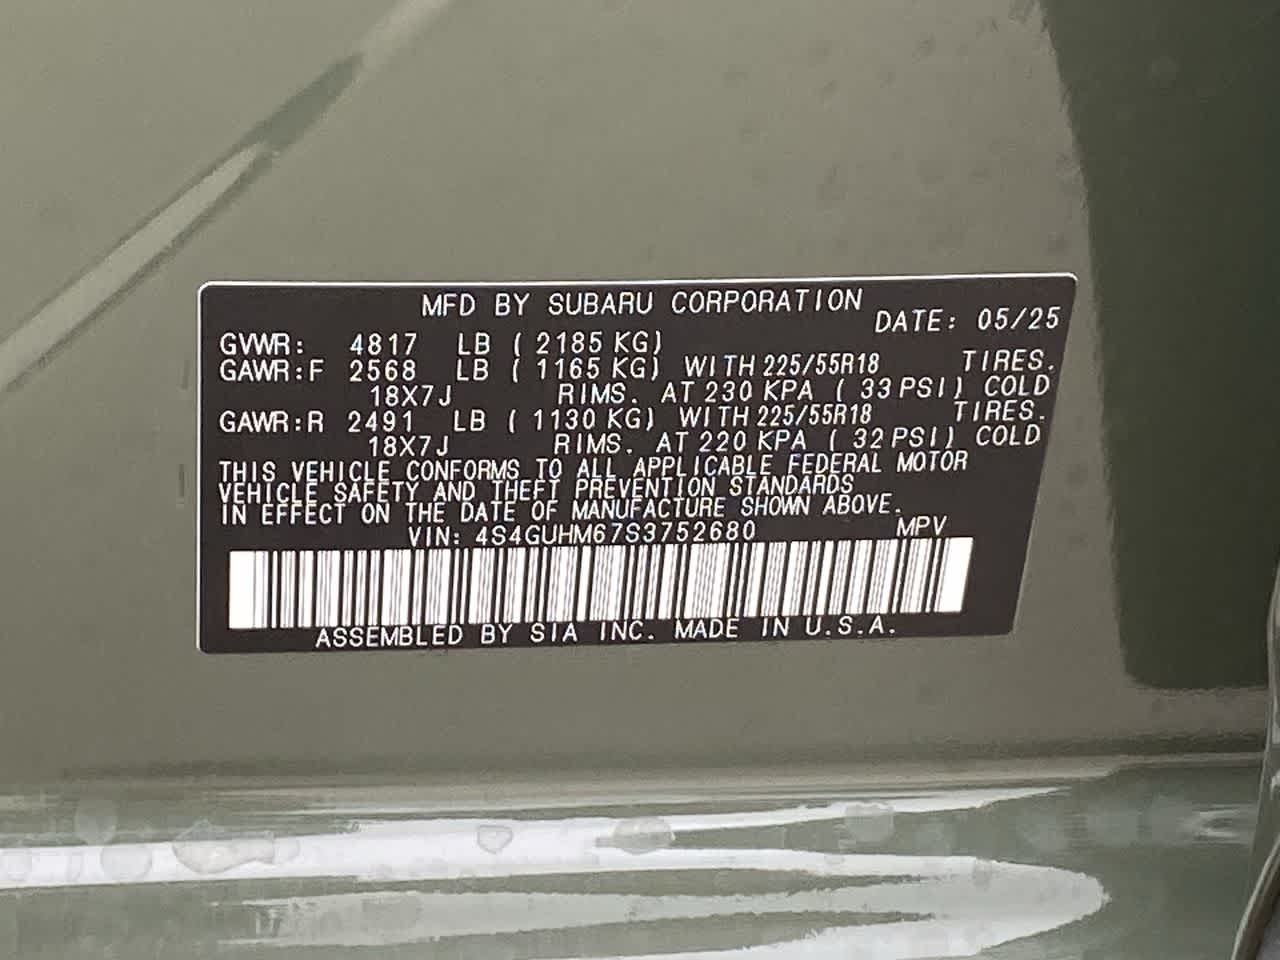 MFD BY SUBARU CORPORATION
DATE: 05/25
GVWR: 4817 LB ( 2185 KG)
GAWR:F 2568 LB ( 1165 KG) WITH 225/55R18 TIRES.
18X7J RIMS. AT 230 KPA ( 33 PSI) COLD
GAWR:R 2491 LB ( 1130 KG) WITH 225/55R18 TIRES.
18X7J RIMS. AT 220 KPA ( 32 PSI) COLD
THIS VEHICLE CONFORMS TO ALL APPLICABLE FEDERAL MOTOR
VEHICLE SAFETY AND THEFT PREVENTION STANDARDS
IN EFFECT ON THE DATE OF MANUFACTURE SHOWN ABOVE.
VIN: 4S4GUHM67S3752680 MPV
ASSEMBLED BY SIA INC. MADE IN U.S.A.